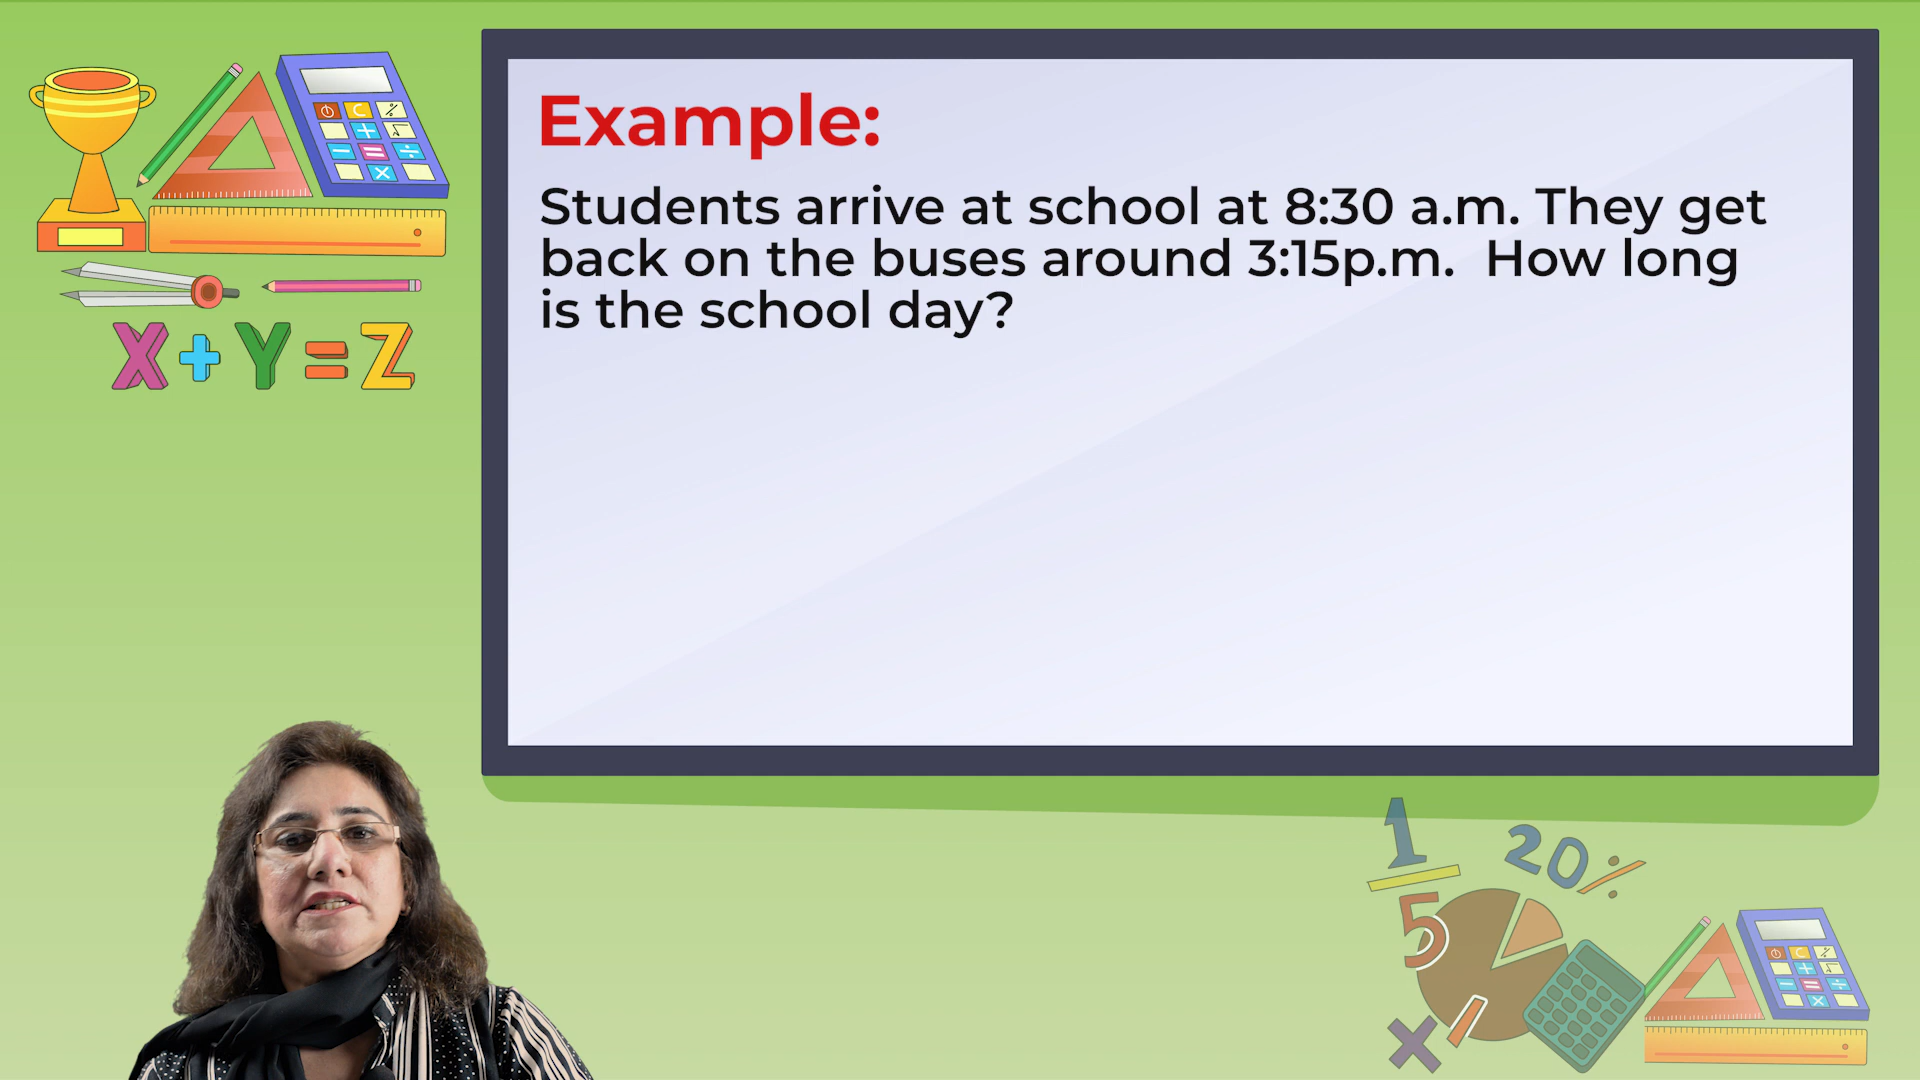 Example:
Students arrive at school at 8:30 a.m. They get
back on the buses around 3:15p.m.  How long
is the school day?
X + Y = Z
1
5
20%